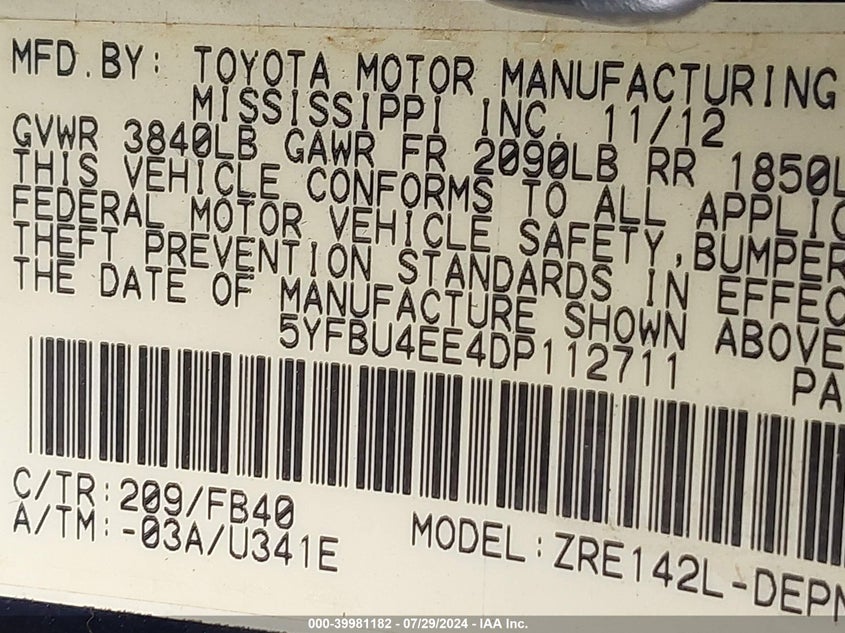 MFD.BY: TOYOTA MOTOR MANUFACTURING
MISSISSIPPI INC. 11/12
GVWR 3840LB GAWR FR 2090LB RR 1850L
THIS VEHICLE CONFORMS TO ALL APPLIC
FEDERAL MOTOR VEHICLE SAFETY,BUMPER
THEFT PREVENTION STANDARDS IN EFFEC
THE DATE OF MANUFACTURE SHOWN ABOVE
5YFBU4EE4DP112711 PA
C/TR:209/FB40
A/TM:-03A/U341E MODEL:ZRE142L-DEPN
000-39981182 / 07/29/2024 - IAA Inc.